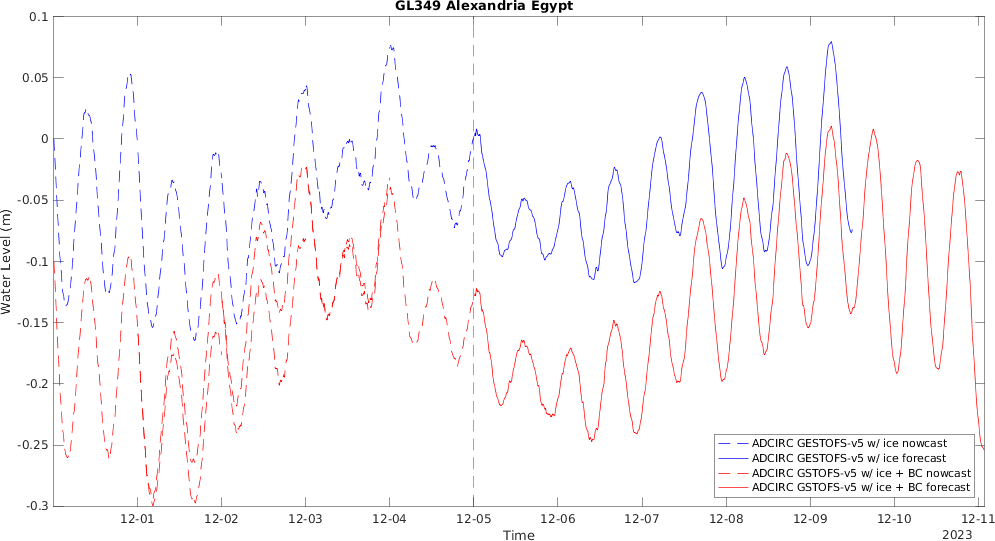 GL349 Alexandria Egypt
0.1
0.05
0
-0.05
-0.1
-0.15
-0.2
-0.25
-0.3
Water Level (m)
ADCIRC GESTOFS-v5 w/ ice nowcast
ADCIRC GESTOFS-v5 w/ ice forecast
ADCIRC GSTOFS-v5 w/ ice + BC nowcast
ADCIRC GSTOFS-v5 w/ ice + BC forecast
12-01 12-02 12-03 12-04 12-05 12-06 12-07 12-08 12-09 12-10 12-11
Time
2023